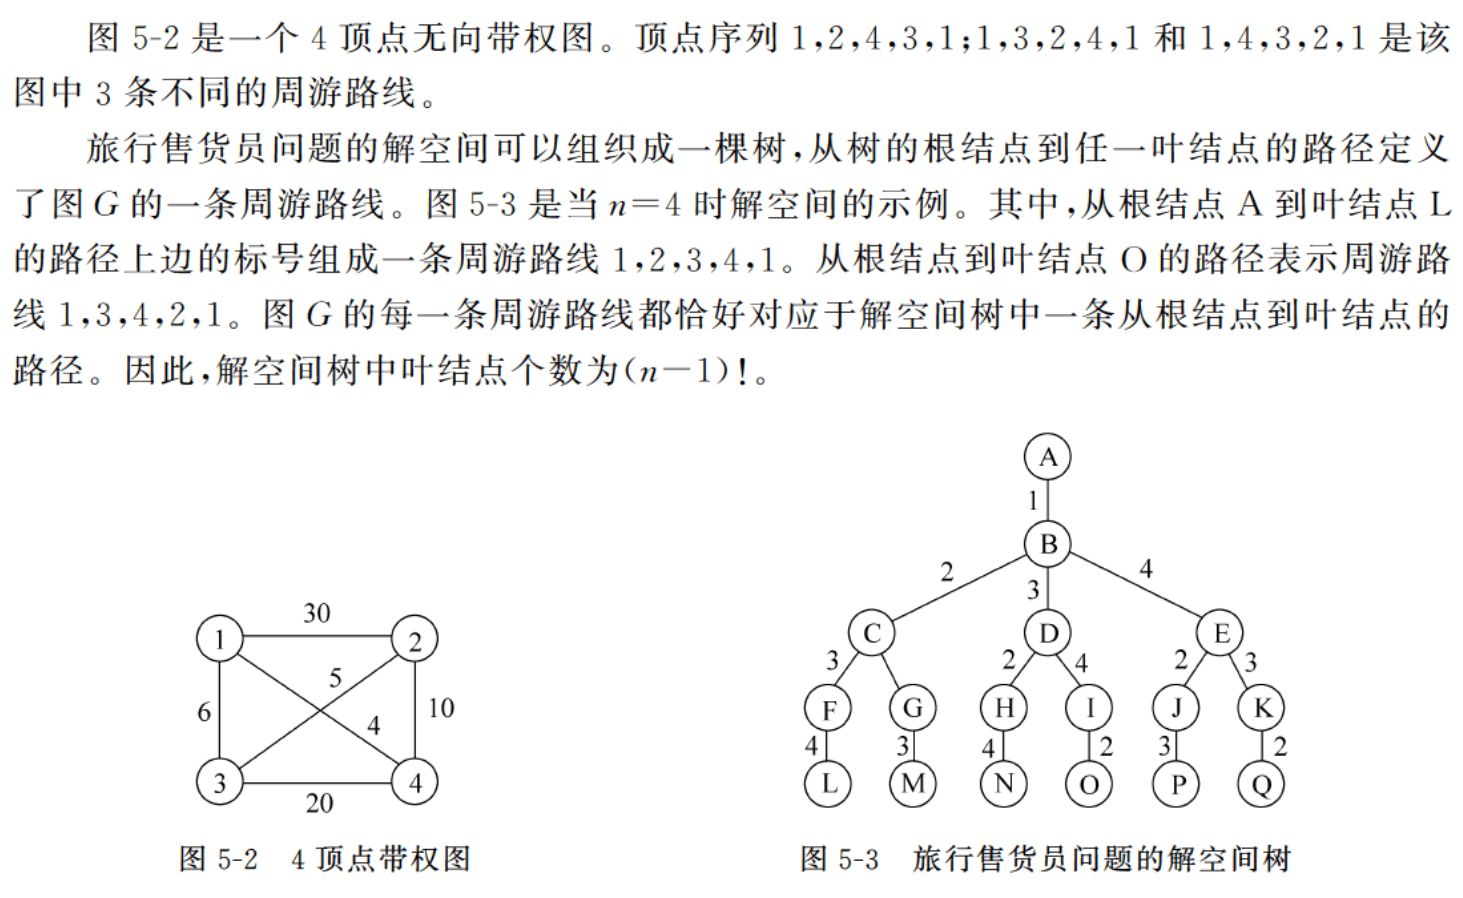 图 5-2 是一个 4 顶点无向带权图。顶点序列 1,2,4,3,1;1,3,2,4,1 和 1,4,3,2,1 是该
图中 3 条不同的周游路线。
旅行售货员问题的解空间可以组织成一棵树,从树的根结点到任一叶结点的路径定义
了图 G 的一条周游路线。图 5-3 是当 n=4 时解空间的示例。其中,从根结点 A 到叶结点 L
的路径上边的标号组成一条周游路线 1,2,3,4,1。从根结点到叶结点 O 的路径表示周游路
线 1,3,4,2,1。图 G 的每一条周游路线都恰好对应于解空间树中一条从根结点到叶结点的
路径。因此,解空间树中叶结点个数为(n-1)!。
30
1 2
5
6 10
4
3 4
20
图 5-2 4 顶点带权图
A
1
B
2 3 4
C D E
3 2 4 2 3
F G H I J K
4 3 4 2 3 2
L M N O P Q
图 5-3 旅行售货员问题的解空间树